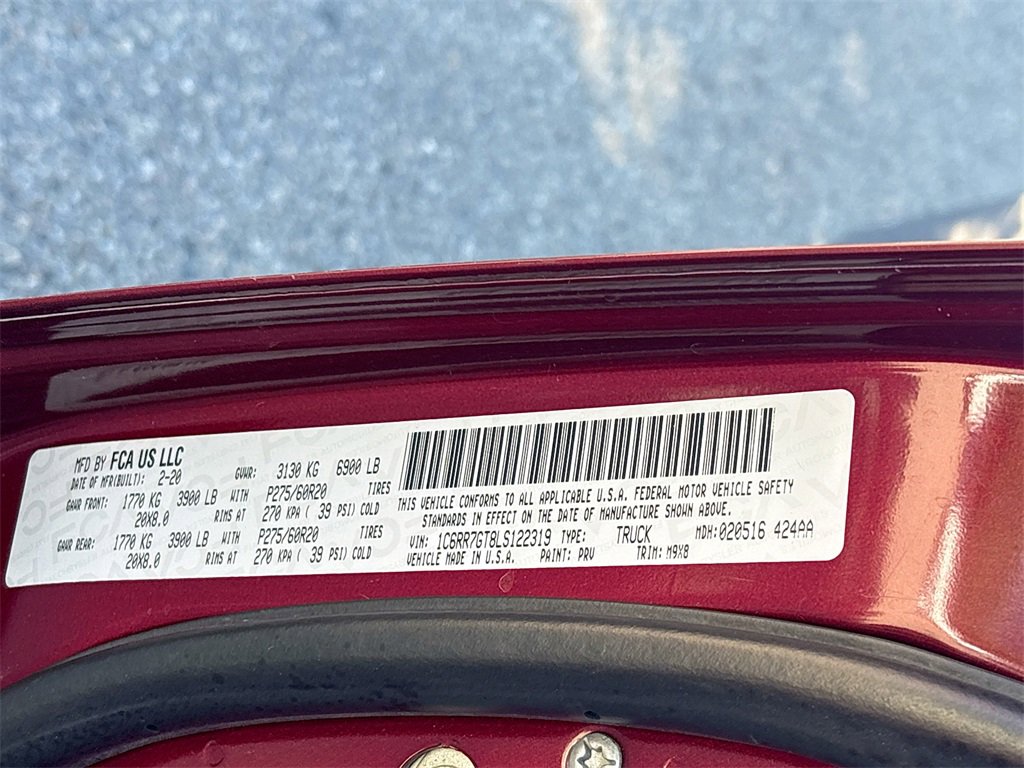 MFD BY FCA US LLC
DATE OF MFR(BUILT): 2-20 GVWR: 3130 KG 6900 LB
GAWR FRONT: 1770 KG 3900 LB WITH P275/60R20 TIRES
20X8.0 RIMS AT 270 KPA ( 39 PSI) COLD
GAWR REAR: 1770 KG 3900 LB WITH P275/60R20 TIRES
20X8.0 RIMS AT 270 KPA ( 39 PSI) COLD
THIS VEHICLE CONFORMS TO ALL APPLICABLE U.S.A. FEDERAL MOTOR VEHICLE SAFETY
STANDARDS IN EFFECT ON THE DATE OF MANUFACTURE SHOWN ABOVE.
VIN: 1C6RR7GT8LS122319 TYPE: TRUCK MDH:020516 424AA
VEHICLE MADE IN U.S.A. PAINT: PRV TRIM: M9X8